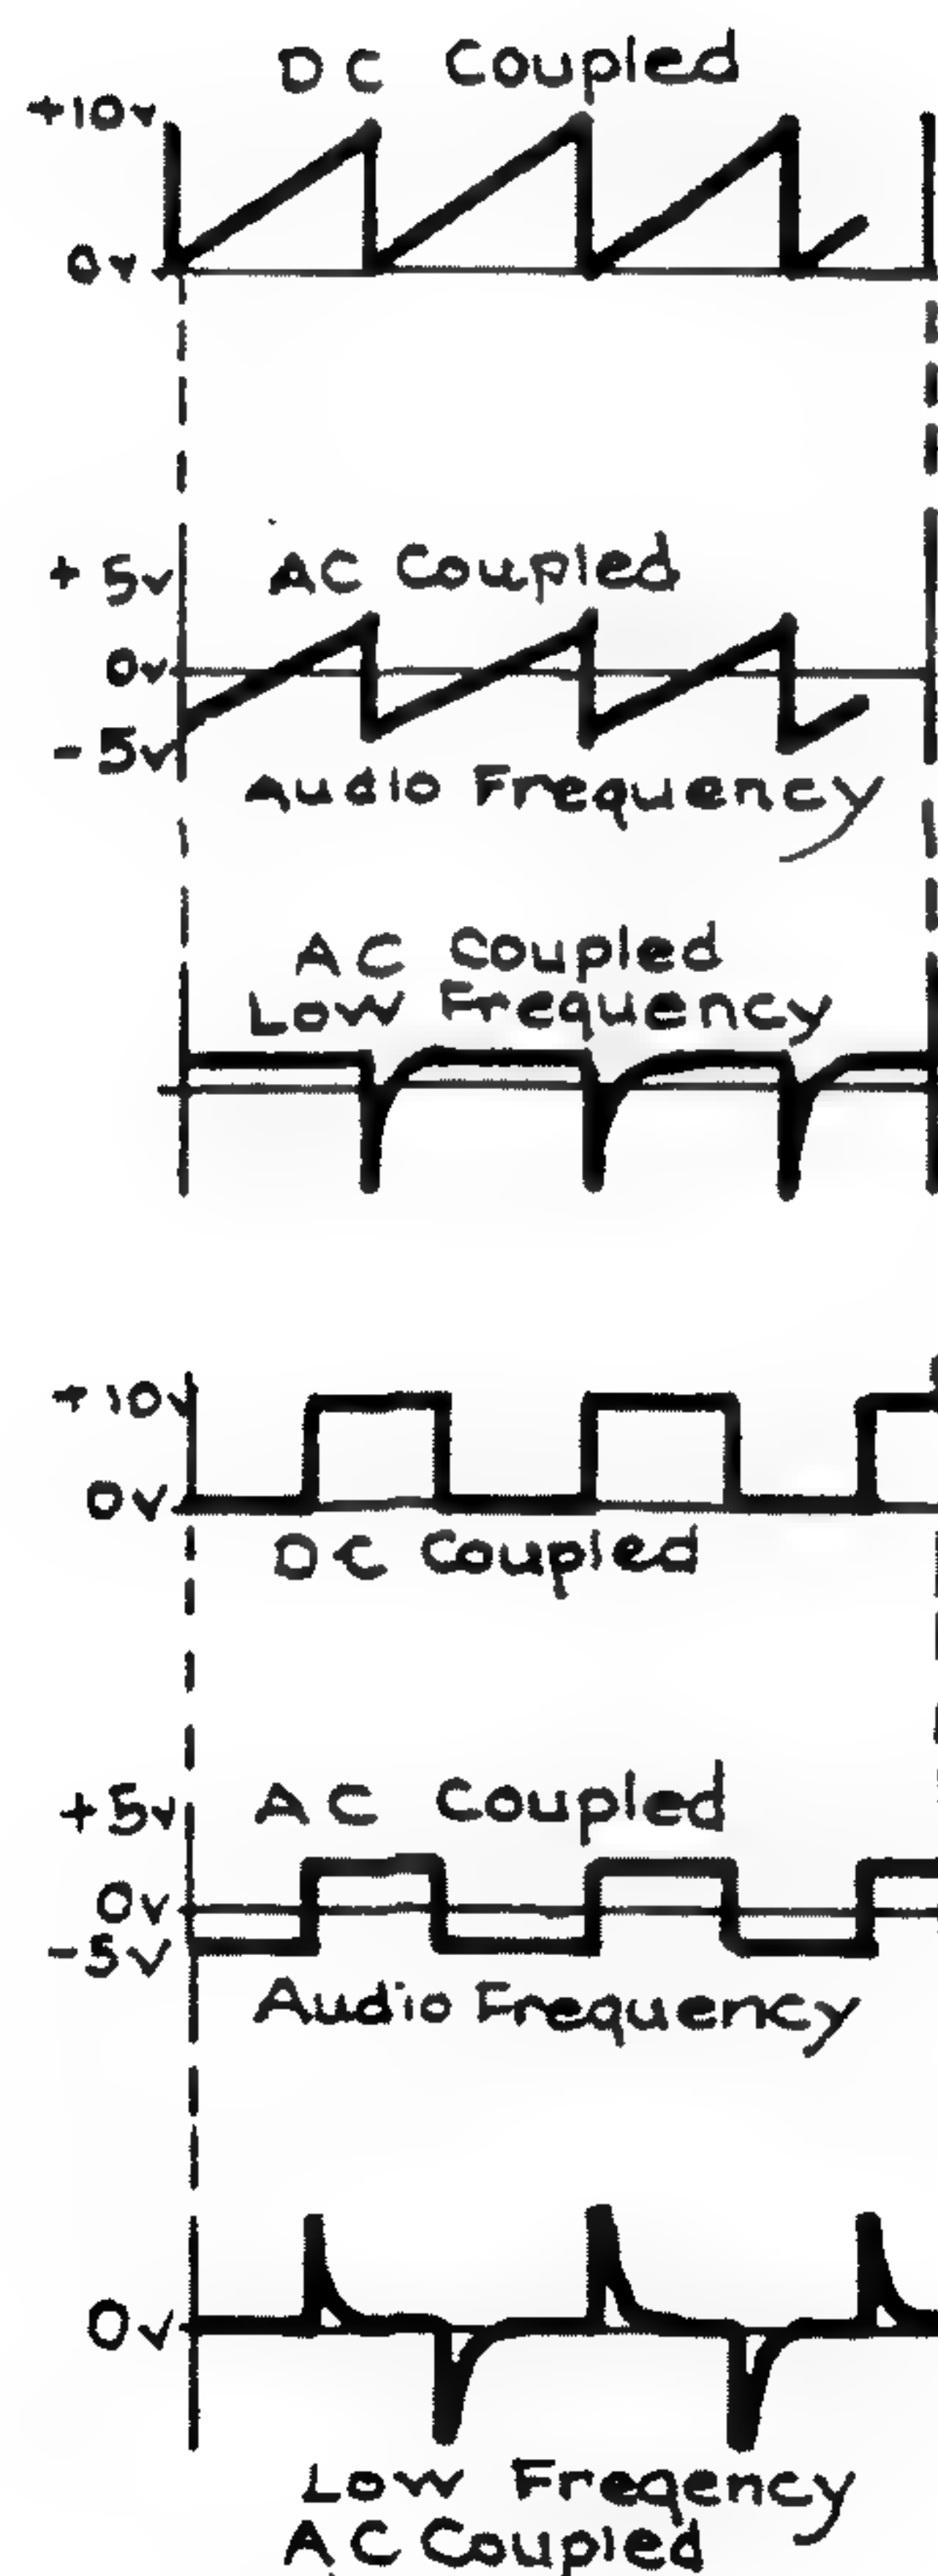 DC Coupled
+10v
0v
+5v
AC Coupled
0v
-5v
Audio Frequency
AC Coupled
Low Frequency
+10v
0v
DC Coupled
+5v
AC Coupled
0v
-5v
Audio Frequency
0v
Low Freqency
AC Coupled